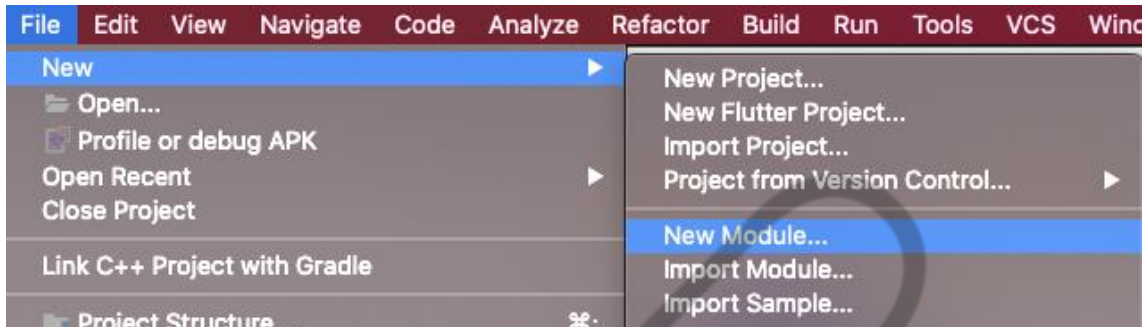 File Edit View Navigate Code Analyze Refactor Build Run Tools VCS Wind
New
Open...
Profile or debug APK
Open Recent
Close Project
Link C++ Project with Gradle
Project Structure... ⌘;
New Project...
New Flutter Project...
Import Project...
Project from Version Control...
New Module...
Import Module...
Import Sample...